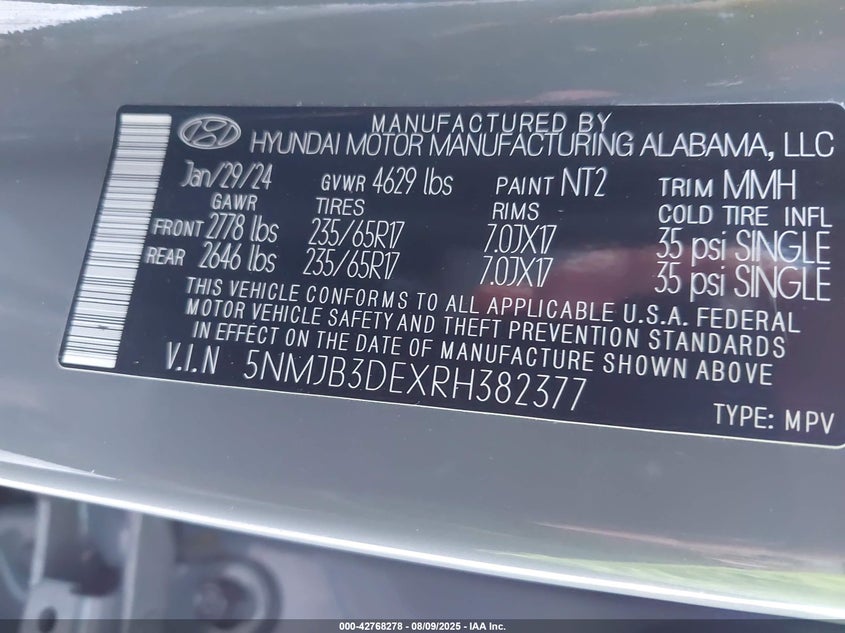 MANUFACTURED BY
HYUNDAI MOTOR MANUFACTURING ALABAMA, LLC
Jan/29/24 GVWR 4629 lbs PAINT NT2 TRIM MMH
GAWR TIRES RIMS COLD TIRE INFL
FRONT 2778 lbs 235/65R17 7.0JX17 35 psi SINGLE
REAR 2646 lbs 235/65R17 7.0JX17 35 psi SINGLE
THIS VEHICLE CONFORMS TO ALL APPLICABLE U.S.A. FEDERAL
MOTOR VEHICLE SAFETY AND THEFT PREVENTION STANDARDS
IN EFFECT ON THE DATE OF MANUFACTURE SHOWN ABOVE
V.I.N 5NMJB3DEXRH382377
TYPE: MPV
000-42768278 - 08/09/2025 - IAA Inc.